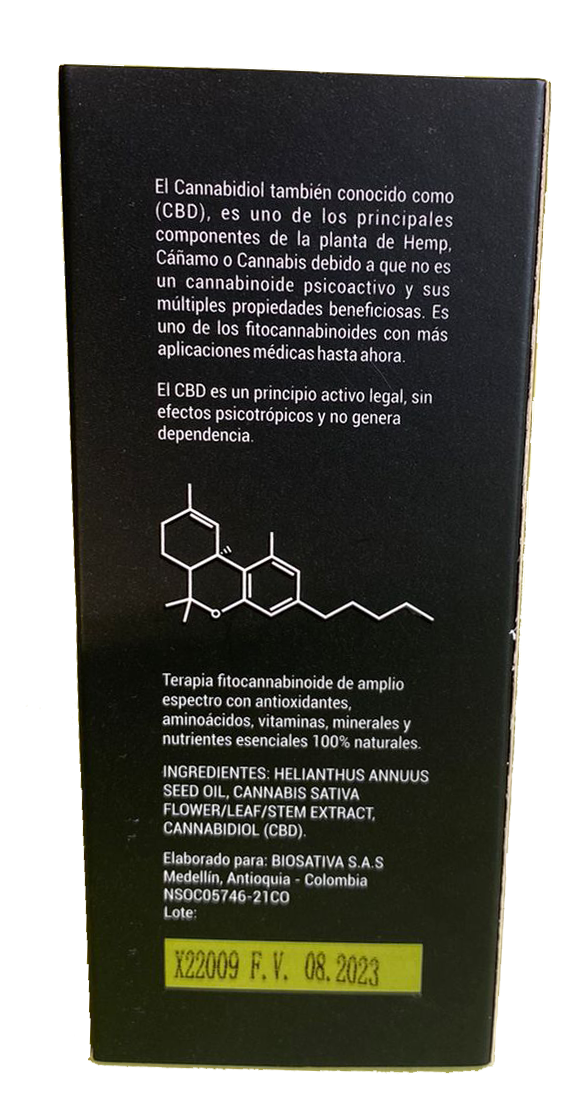 El Cannabidiol también conocido como
(CBD), es uno de los principales
componentes de la planta de Hemp,
Cáñamo o Cannabis debido a que no es
un cannabinoide psicoactivo y sus
múltiples propiedades beneficiosas. Es
uno de los fitocannabinoides con más
aplicaciones médicas hasta ahora.
El CBD es un principio activo legal, sin
efectos psicotrópicos y no genera
dependencia.
O
Terapia fitocannabinoide de amplio
espectro con antioxidantes,
aminoácidos, vitaminas, minerales y
nutrientes esenciales 100% naturales.
INGREDIENTES: HELIANTHUS ANNUUS
SEED OIL, CANNABIS SATIVA
FLOWER/LEAF/STEM EXTRACT,
CANNABIDIOL (CBD).
Elaborado para: BIOSATIVA S.A.S
Medellín, Antioquia - Colombia
NSOC05746-21CO
Lote:
X22009 F.V. 08.2023